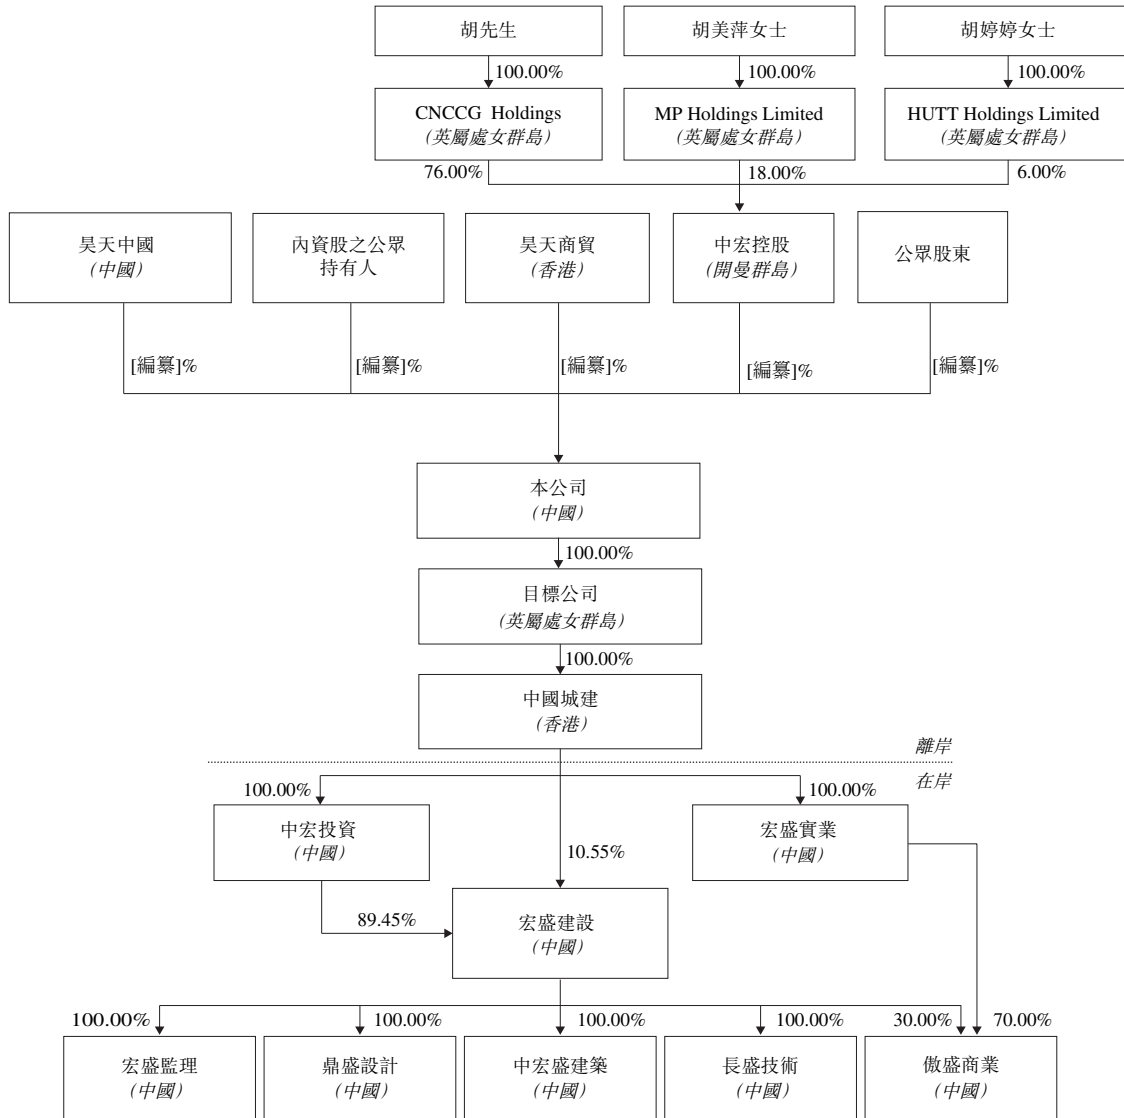 胡先生
胡美萍女士
胡婷婷女士
100.00%
100.00%
100.00%
CNCCG Holdings
(英屬處女群島)
MP Holdings Limited
(英屬處女群島)
HUTT Holdings Limited
(英屬處女群島)
76.00%
18.00%
6.00%
昊天中國
(中國)
內資股之公眾
持有人
昊天商貿
(香港)
中宏控股
(開曼群島)
公眾股東
[編纂]%
[編纂]%
[編纂]%
[編纂]%
[編纂]%
本公司
(中國)
100.00%
目標公司
(英屬處女群島)
100.00%
中國城建
(香港)
離岸
在岸
100.00%
100.00%
中宏投資
(中國)
10.55%
宏盛實業
(中國)
89.45%
宏盛建設
(中國)
100.00%
100.00%
100.00%
100.00%
30.00%
70.00%
宏盛監理
(中國)
鼎盛設計
(中國)
中宏盛建築
(中國)
長盛技術
(中國)
傲盛商業
(中國)